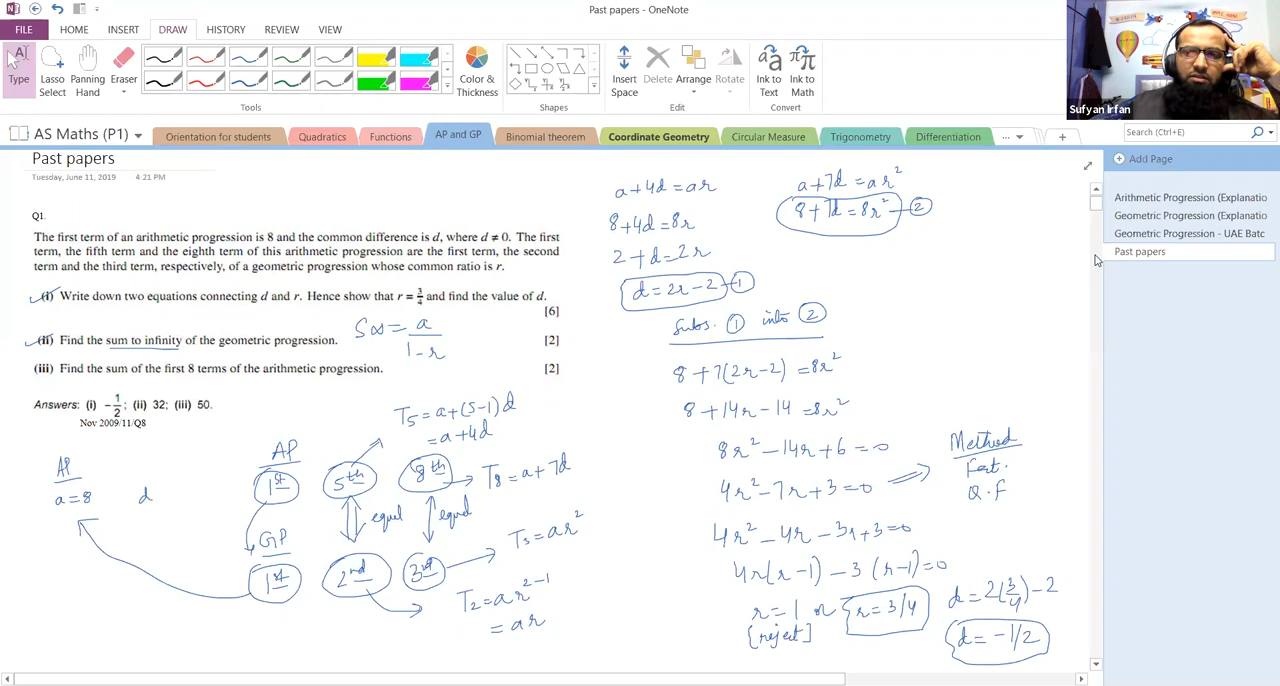 Past papers - OneNote
FILE HOME INSERT DRAW HISTORY REVIEW VIEW
Type
Lasso Select
Panning Hand
Eraser
Color & Thickness
Insert Space
Delete
Arrange
Rotate
Ink to Text
Ink to Math
Tools
Shapes
Edit
Convert
Sufyan Irfan
AS Maths (P1)
Orientation for students
Quadratics
Functions
AP and GP
Binomial theorem
Coordinate Geometry
Circular Measure
Trigonometry
Differentiation
Search (Ctrl+E)
Add Page
Arithmetic Progression (Explanatio
Geometric Progression (Explanatio
Geometric Progression - UAE Batc
Past papers
Past papers
Tuesday, June 11, 2019 4:21 PM
Q1.
The first term of an arithmetic progression is 8 and the common difference is d, where d ≠ 0. The first
term, the fifth term and the eighth term of this arithmetic progression are the first term, the second
term and the third term, respectively, of a geometric progression whose common ratio is r.
(i) Write down two equations connecting d and r. Hence show that r = 3/4 and find the value of d.
[6]
(ii) Find the sum to infinity of the geometric progression. [2]
S∞ = a/(1-r)
(iii) Find the sum of the first 8 terms of the arithmetic progression. [2]
Answers: (i) -1/2; (ii) 32; (iii) 50.
Nov 2009/11/Q8
AP
a=8 d
AP
1st 5th 8th
T5 = a+(5-1)d
= a+4d
T8 = a+7d
equal equal
GP
1st 2nd 3rd
T3 = ar²
T2 = ar²⁻¹
= ar
a+4d = ar
8+4d = 8r
2+d = 2r
d = 2r-2 — 1
a+7d = ar²
8+7d = 8r² — 2
Subs. 1 into 2
8+7(2r-2) = 8r²
8+14r-14 = 8r²
8r²-14r+6 = 0
4r²-7r+3 = 0
Method
Fact.
Q.F
4r²-4r-3r+3 = 0
4r(r-1)-3(r-1) = 0
r = 1 or r = 3/4
[reject]
d = 2(3/4)-2
d = -1/2